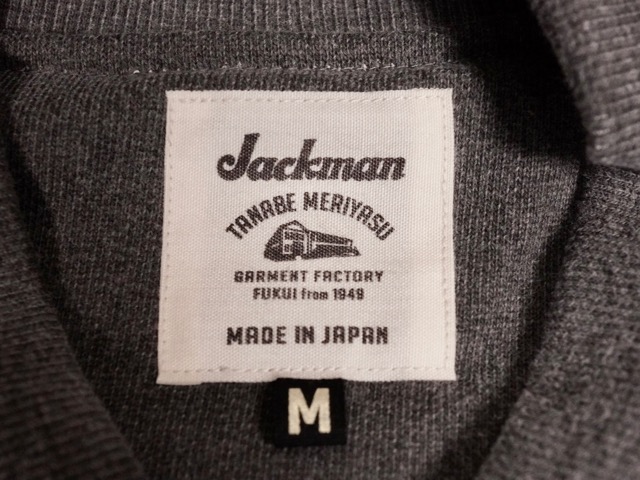 Jackman
TANABE MERIYASU
GARMENT FACTORY
FUKUI from 1949
MADE IN JAPAN
M